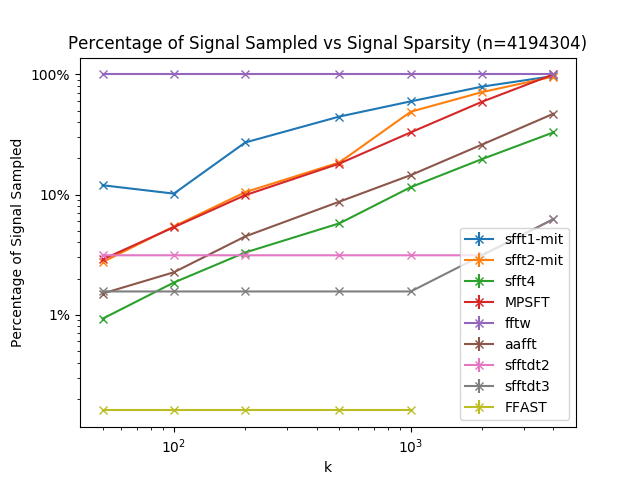 Percentage of Signal Sampled vs Signal Sparsity (n=4194304)
100%
10%
1%
Percentage of Signal Sampled
10²
10³
k
sfft1-mit
sfft2-mit
sfft4
MPSFT
fftw
aafft
sfftdt2
sfftdt3
FFAST